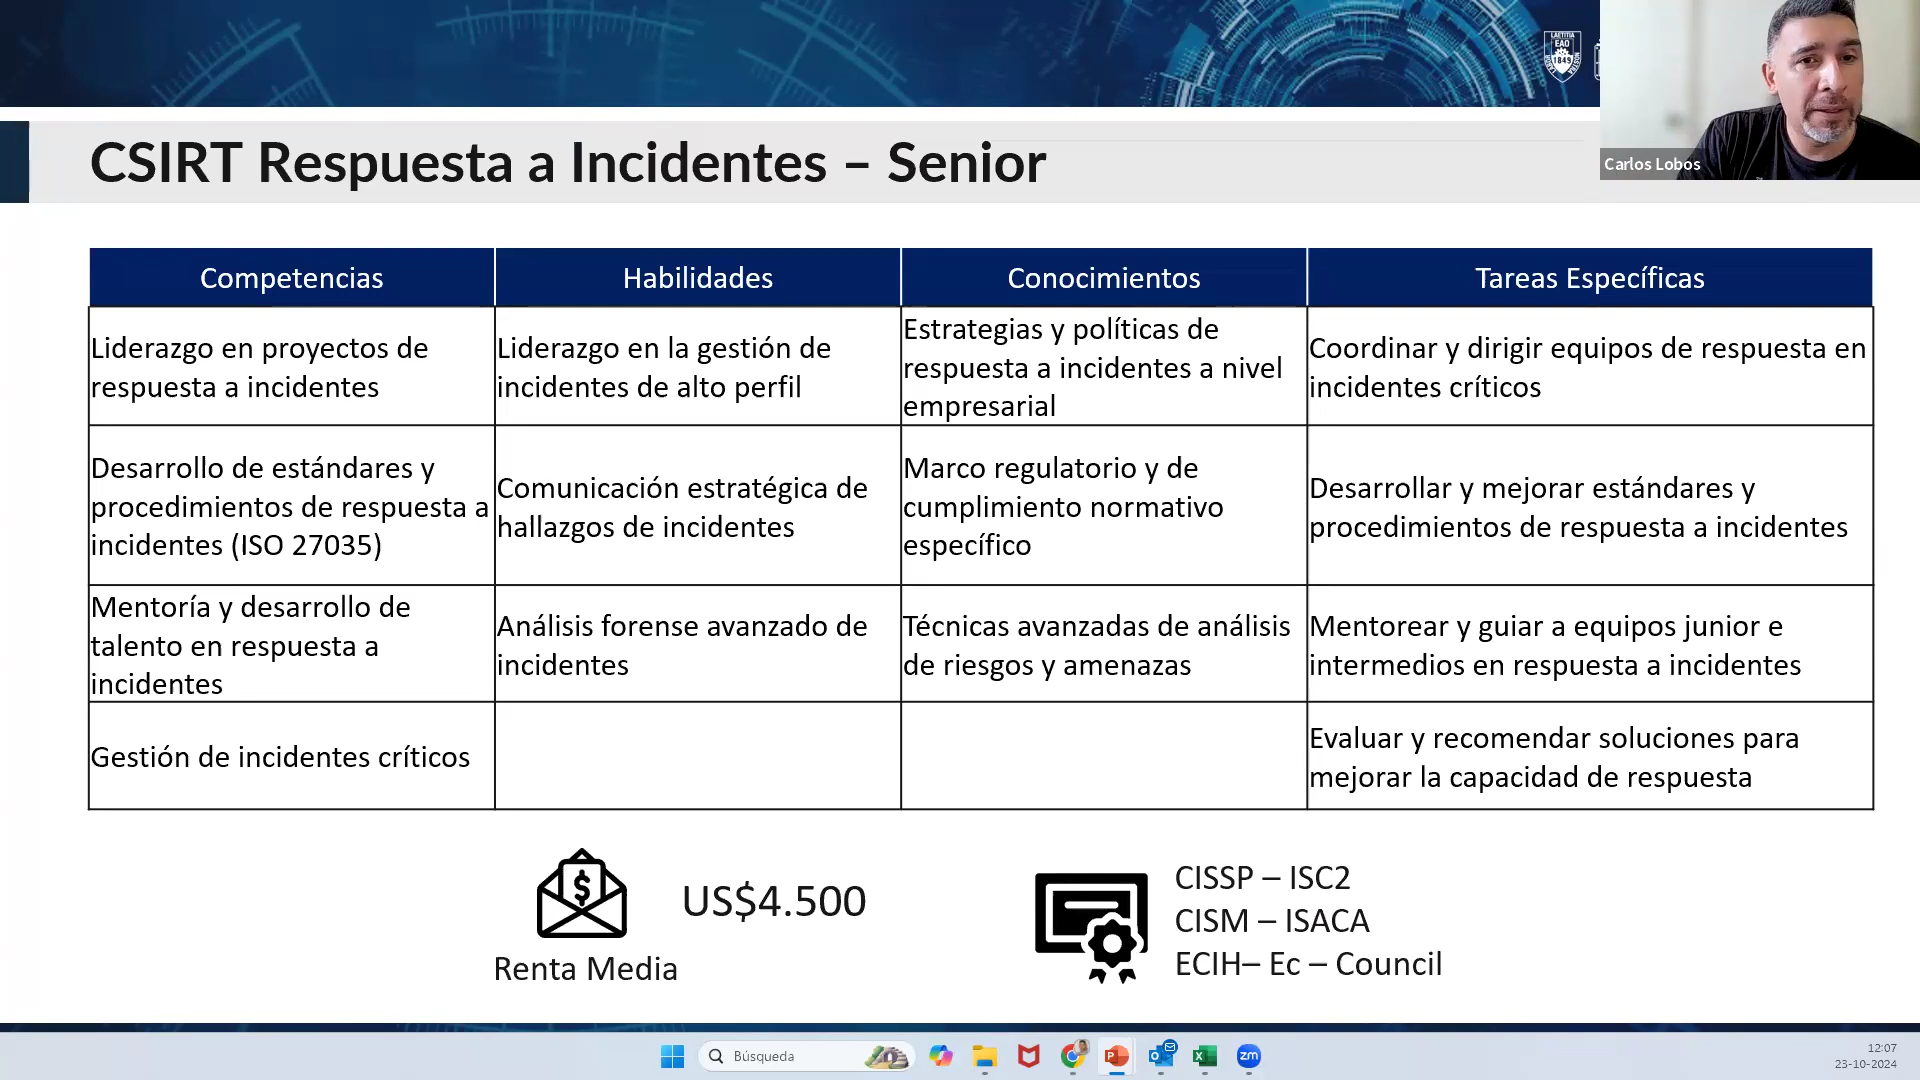 LAETITIA
EAO
1849
LABOR
NOSTRA
Carlos Lobos
CSIRT Respuesta a Incidentes – Senior
Competencias
Habilidades
Conocimientos
Tareas Específicas
Liderazgo en proyectos de
respuesta a incidentes
Liderazgo en la gestión de
incidentes de alto perfil
Estrategias y políticas de
respuesta a incidentes a nivel
empresarial
Coordinar y dirigir equipos de respuesta en
incidentes críticos
Desarrollo de estándares y
procedimientos de respuesta a
incidentes (ISO 27035)
Comunicación estratégica de
hallazgos de incidentes
Marco regulatorio y de
cumplimiento normativo
específico
Desarrollar y mejorar estándares y
procedimientos de respuesta a incidentes
Mentoría y desarrollo de
talento en respuesta a
incidentes
Análisis forense avanzado de
incidentes
Técnicas avanzadas de análisis
de riesgos y amenazas
Mentorear y guiar a equipos junior e
intermedios en respuesta a incidentes
Gestión de incidentes críticos
Evaluar y recomendar soluciones para
mejorar la capacidad de respuesta
$
US$4.500
Renta Media
CISSP – ISC2
CISM – ISACA
ECIH– Ec – Council
Búsqueda
zm
12:07
23-10-2024